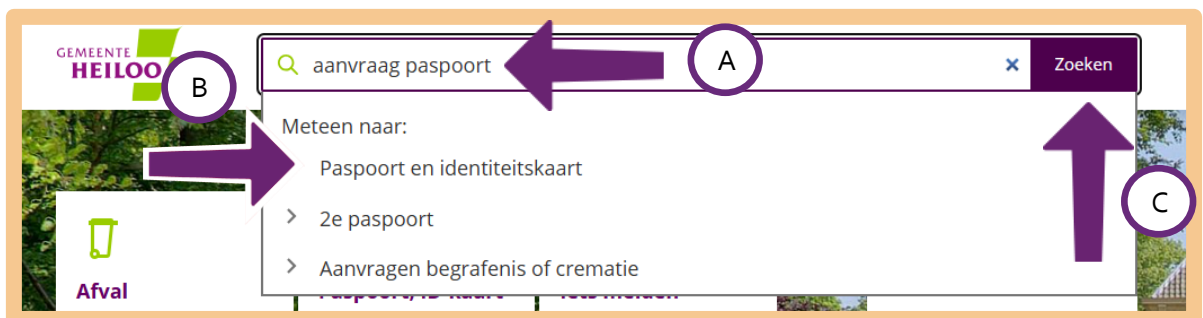 GEMEENTE
HEILOO
B
aanvraag paspoort
A
× Zoeken
Meteen naar:
Paspoort en identiteitskaart
2e paspoort
Aanvragen begrafenis of crematie
C
Afval